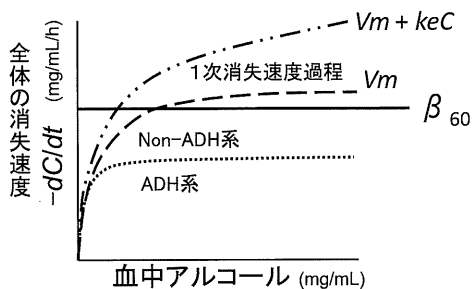 Vm + keC
1次消失速度過程
Vm
β 60
Non-ADH系
ADH系
全体の消失速度
-dC/dt (mg/mL/h)
血中アルコール (mg/mL)